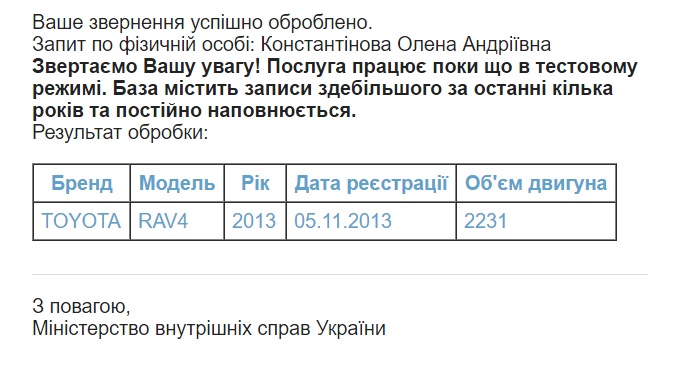 Ваше звернення успішно оброблено.
Запит по фізичній особі: Константінова Олена Андріївна
Звертаємо Вашу увагу! Послуга працює поки що в тестовому
режимі. База містить записи здебільшого за останні кілька
років та постійно наповнюється.
Результат обробки:
Бренд Модель Рік Дата реєстрації Об'єм двигуна
TOYOTA RAV4 2013 05.11.2013 2231
З повагою,
Міністерство внутрішніх справ України